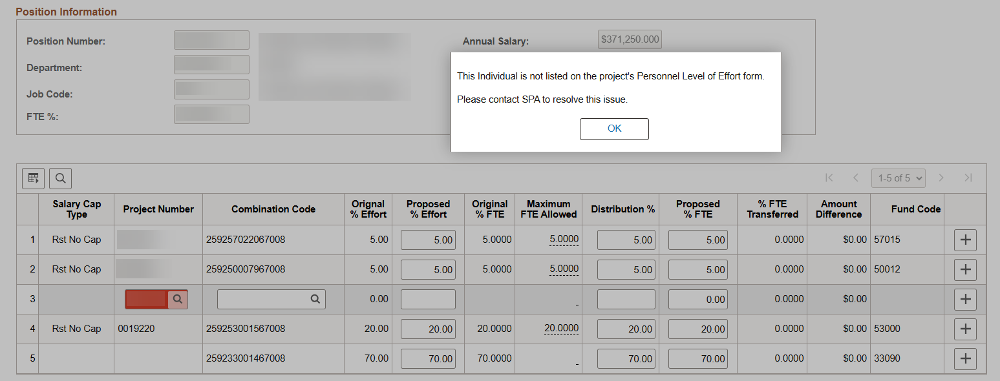 Position Information
Position Number:
Annual Salary:
$371,250.000
Department:
Job Code:
FTE %:
This Individual is not listed on the project's Personnel Level of Effort form.
Please contact SPA to resolve this issue.
OK
1-5 of 5
Salary Cap Type Project Number Combination Code Orignal % Effort Proposed % Effort Original % FTE Maximum FTE Allowed Distribution % Proposed % FTE % FTE Transferred Amount Difference Fund Code
1 Rst No Cap 259257022067008 5.00 5.00 5.0000 5.0000 5.00 5.00 0.0000 $0.00 57015
2 Rst No Cap 259250007967008 5.00 5.00 5.0000 5.0000 5.00 5.00 0.0000 $0.00 50012
3 0.00 0.00 0.0000 $0.00
4 Rst No Cap 0019220 259253001567008 20.00 20.00 20.0000 20.0000 20.00 20.00 0.0000 $0.00 53000
5 259233001467008 70.00 70.00 70.0000 70.00 70.00 0.0000 $0.00 33090